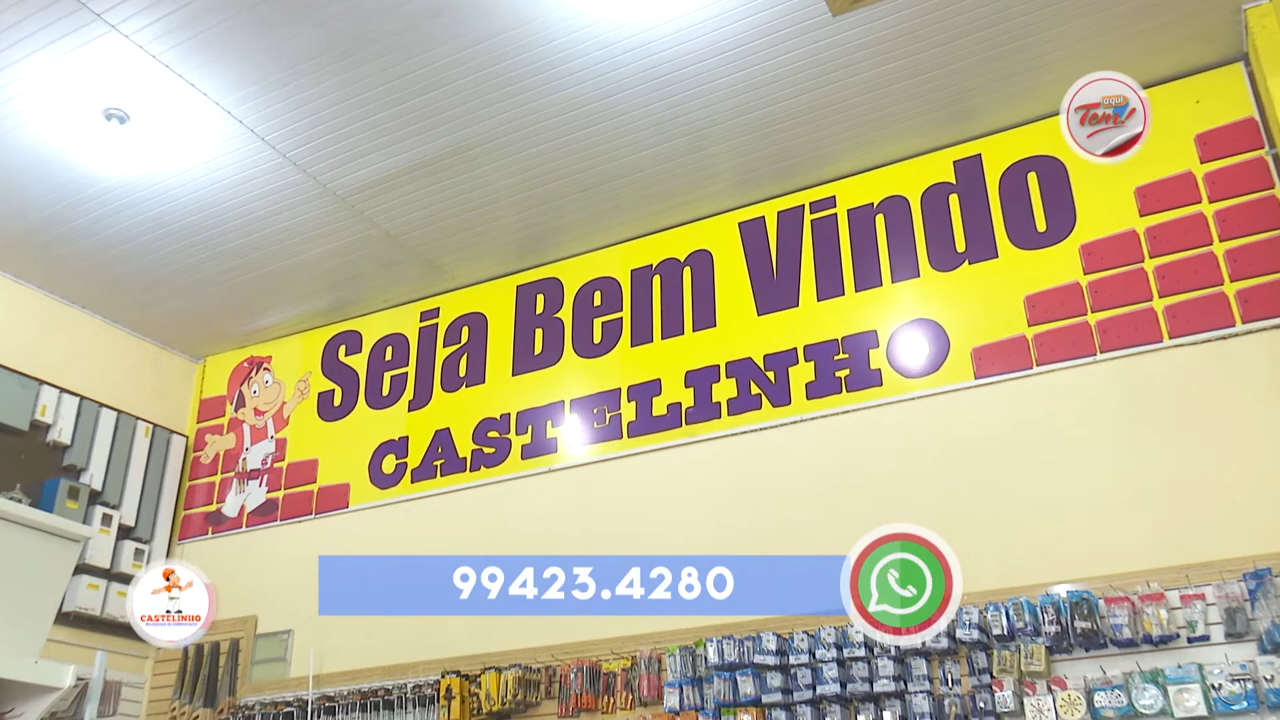 aqui
Tem!
Seja Bem Vindo
CASTELINHO
99423.4280
CASTELINHO